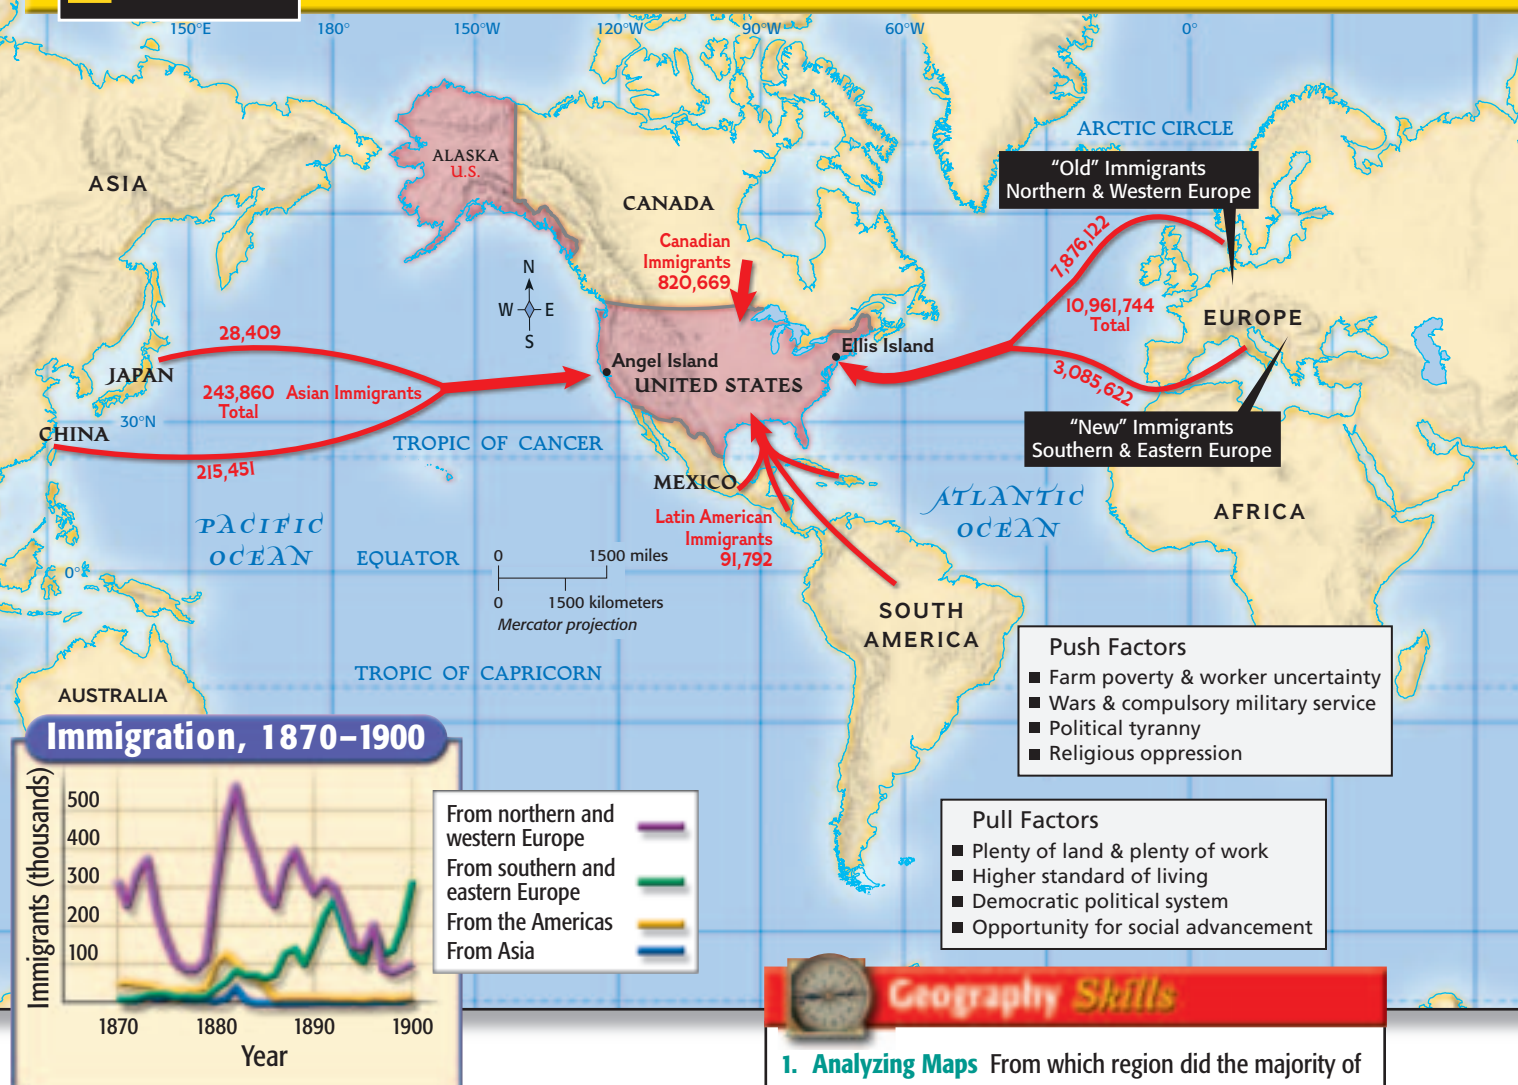 150°E
180°
150°W
120°W
90°W
60°W
0°
ARCTIC CIRCLE
ASIA
ALASKA
U.S.
CANADA
Canadian
Immigrants
820,669
"Old" Immigrants
Northern & Western Europe
7,876,122
10,961,744
Total
EUROPE
3,085,622
"New" Immigrants
Southern & Eastern Europe
N
W
E
S
28,409
JAPAN
243,860
Total
Asian Immigrants
30°N
CHINA
215,451
Angel Island
UNITED STATES
Ellis Island
TROPIC OF CANCER
MEXICO
Latin American
Immigrants
91,792
PACIFIC
OCEAN
ATLANTIC
OCEAN
AFRICA
EQUATOR
0°
0
1500 miles
0
1500 kilometers
Mercator projection
SOUTH
AMERICA
TROPIC OF CAPRICORN
AUSTRALIA
Push Factors
■ Farm poverty & worker uncertainty
■ Wars & compulsory military service
■ Political tyranny
■ Religious oppression
Pull Factors
■ Plenty of land & plenty of work
■ Higher standard of living
■ Democratic political system
■ Opportunity for social advancement
Immigration, 1870–1900
Immigrants (thousands)
500
400
300
200
100
1870
1880
1890
1900
Year
From northern and
western Europe
From southern and
eastern Europe
From the Americas
From Asia
Geography Skills
1. Analyzing Maps From which region did the majority of